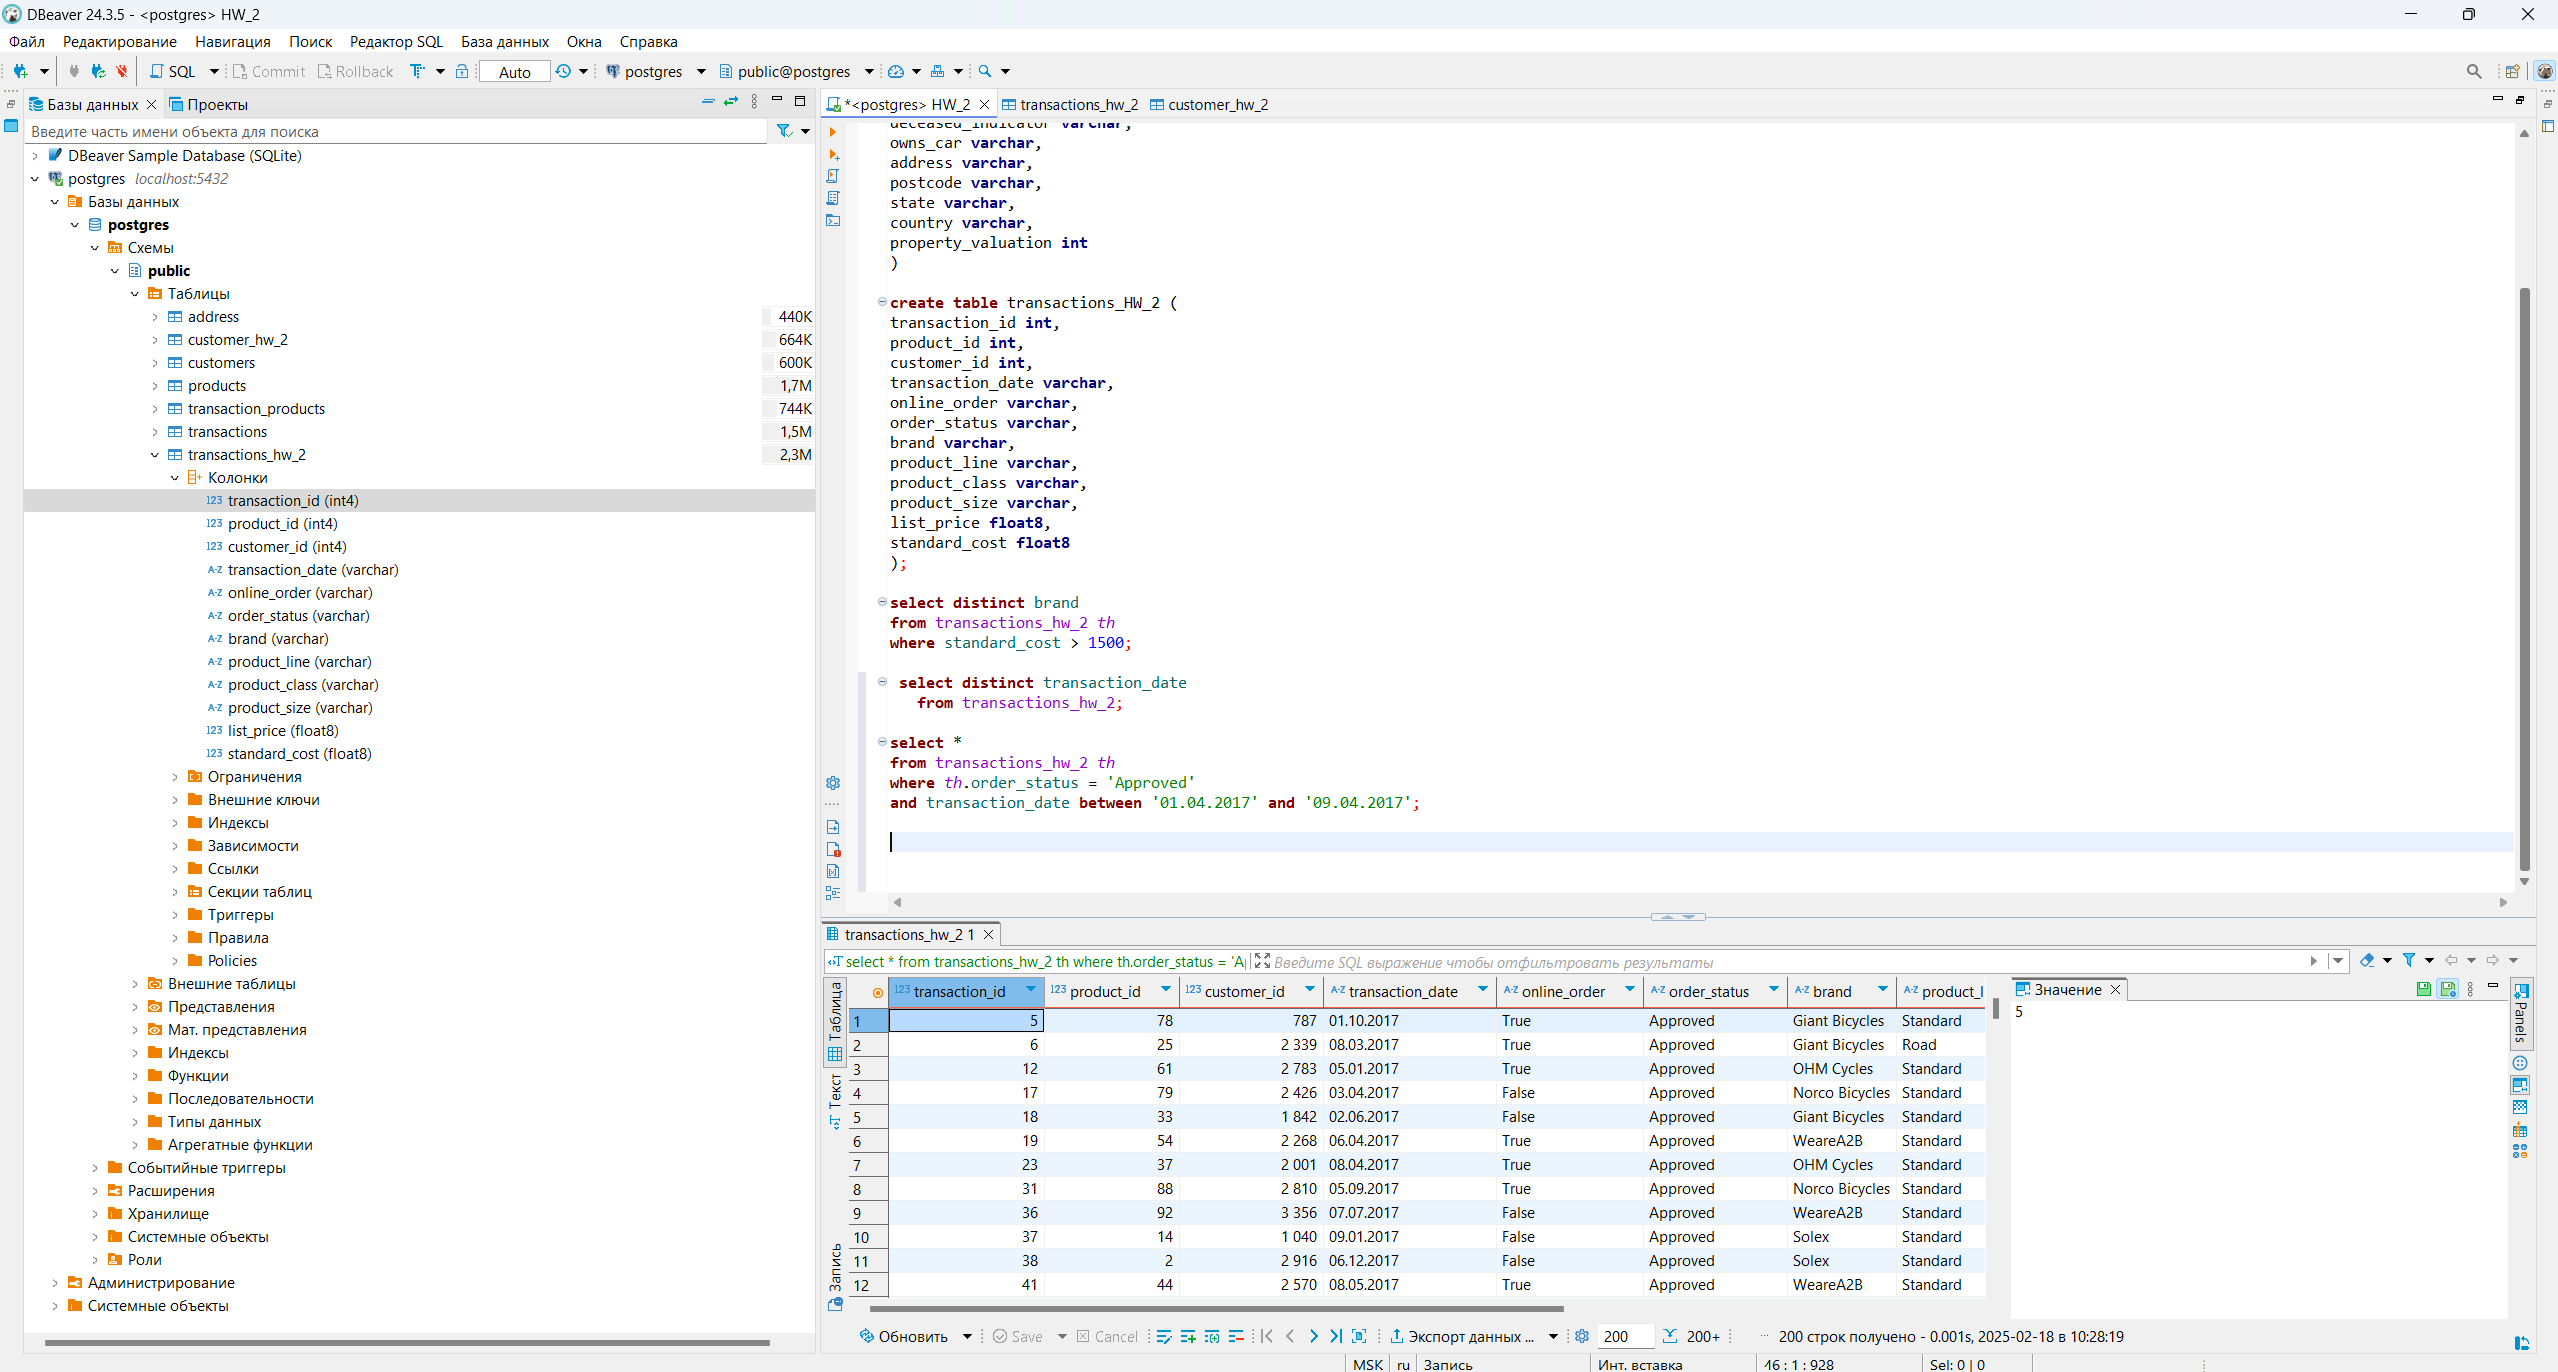 DBeaver 24.3.5 - <postgres> HW_2
Файл Редактирование Навигация Поиск Редактор SQL База данных Окна Справка
SQL Commit Rollback Auto postgres public@postgres
Базы данных Проекты
Введите часть имени объекта для поиска
DBeaver Sample Database (SQLite)
postgres localhost:5432
Базы данных
postgres
Схемы
public
Таблицы
address 440K
customer_hw_2 664K
customers 600K
products 1,7M
transaction_products 744K
transactions 1,5M
transactions_hw_2 2,3M
Колонки
123 transaction_id (int4)
123 product_id (int4)
123 customer_id (int4)
A-Z transaction_date (varchar)
A-Z online_order (varchar)
A-Z order_status (varchar)
A-Z brand (varchar)
A-Z product_line (varchar)
A-Z product_class (varchar)
A-Z product_size (varchar)
123 list_price (float8)
123 standard_cost (float8)
Ограничения
Внешние ключи
Индексы
Зависимости
Ссылки
Секции таблиц
Триггеры
Правила
Policies
Внешние таблицы
Представления
Мат. представления
Индексы
Функции
Последовательности
Типы данных
Агрегатные функции
Событийные триггеры
Расширения
Хранилище
Системные объекты
Роли
Администрирование
Системные объекты
*<postgres> HW_2 transactions_hw_2 customer_hw_2
deceased_indicator varchar,
owns_car varchar,
address varchar,
postcode varchar,
state varchar,
country varchar,
property_valuation int
)
create table transactions_HW_2 (
transaction_id int,
product_id int,
customer_id int,
transaction_date varchar,
online_order varchar,
order_status varchar,
brand varchar,
product_line varchar,
product_class varchar,
product_size varchar,
list_price float8,
standard_cost float8
);
select distinct brand
from transactions_hw_2 th
where standard_cost > 1500;
select distinct transaction_date
from transactions_hw_2;
select *
from transactions_hw_2 th
where th.order_status = 'Approved'
and transaction_date between '01.04.2017' and '09.04.2017';
transactions_hw_2 1
select * from transactions_hw_2 th where th.order_status = 'A Введите SQL выражение чтобы отфильтровать результаты
Таблица
Текст
Запись
123 transaction_id 123 product_id 123 customer_id A-Z transaction_date A-Z online_order A-Z order_status A-Z brand A-Z product_l
1 5 78 787 01.10.2017 True Approved Giant Bicycles Standard
2 6 25 2 339 08.03.2017 True Approved Giant Bicycles Road
3 12 61 2 783 05.01.2017 True Approved OHM Cycles Standard
4 17 79 2 426 03.04.2017 False Approved Norco Bicycles Standard
5 18 33 1 842 02.06.2017 False Approved Giant Bicycles Standard
6 19 54 2 268 06.04.2017 True Approved WeareA2B Standard
7 23 37 2 001 08.04.2017 True Approved OHM Cycles Standard
8 31 88 2 810 05.09.2017 True Approved Norco Bicycles Standard
9 36 92 3 356 07.07.2017 False Approved WeareA2B Standard
10 37 14 1 040 09.01.2017 False Approved Solex Standard
11 38 2 2 916 06.12.2017 False Approved Solex Standard
12 41 44 2 570 08.05.2017 True Approved WeareA2B Standard
Значение
5
Panels
Обновить Save Cancel Экспорт данных ... 200 200+ 200 строк получено - 0.001s, 2025-02-18 в 10:28:19
MSK ru Запись Инт. вставка 46 : 1 : 928 Sel: 0 | 0